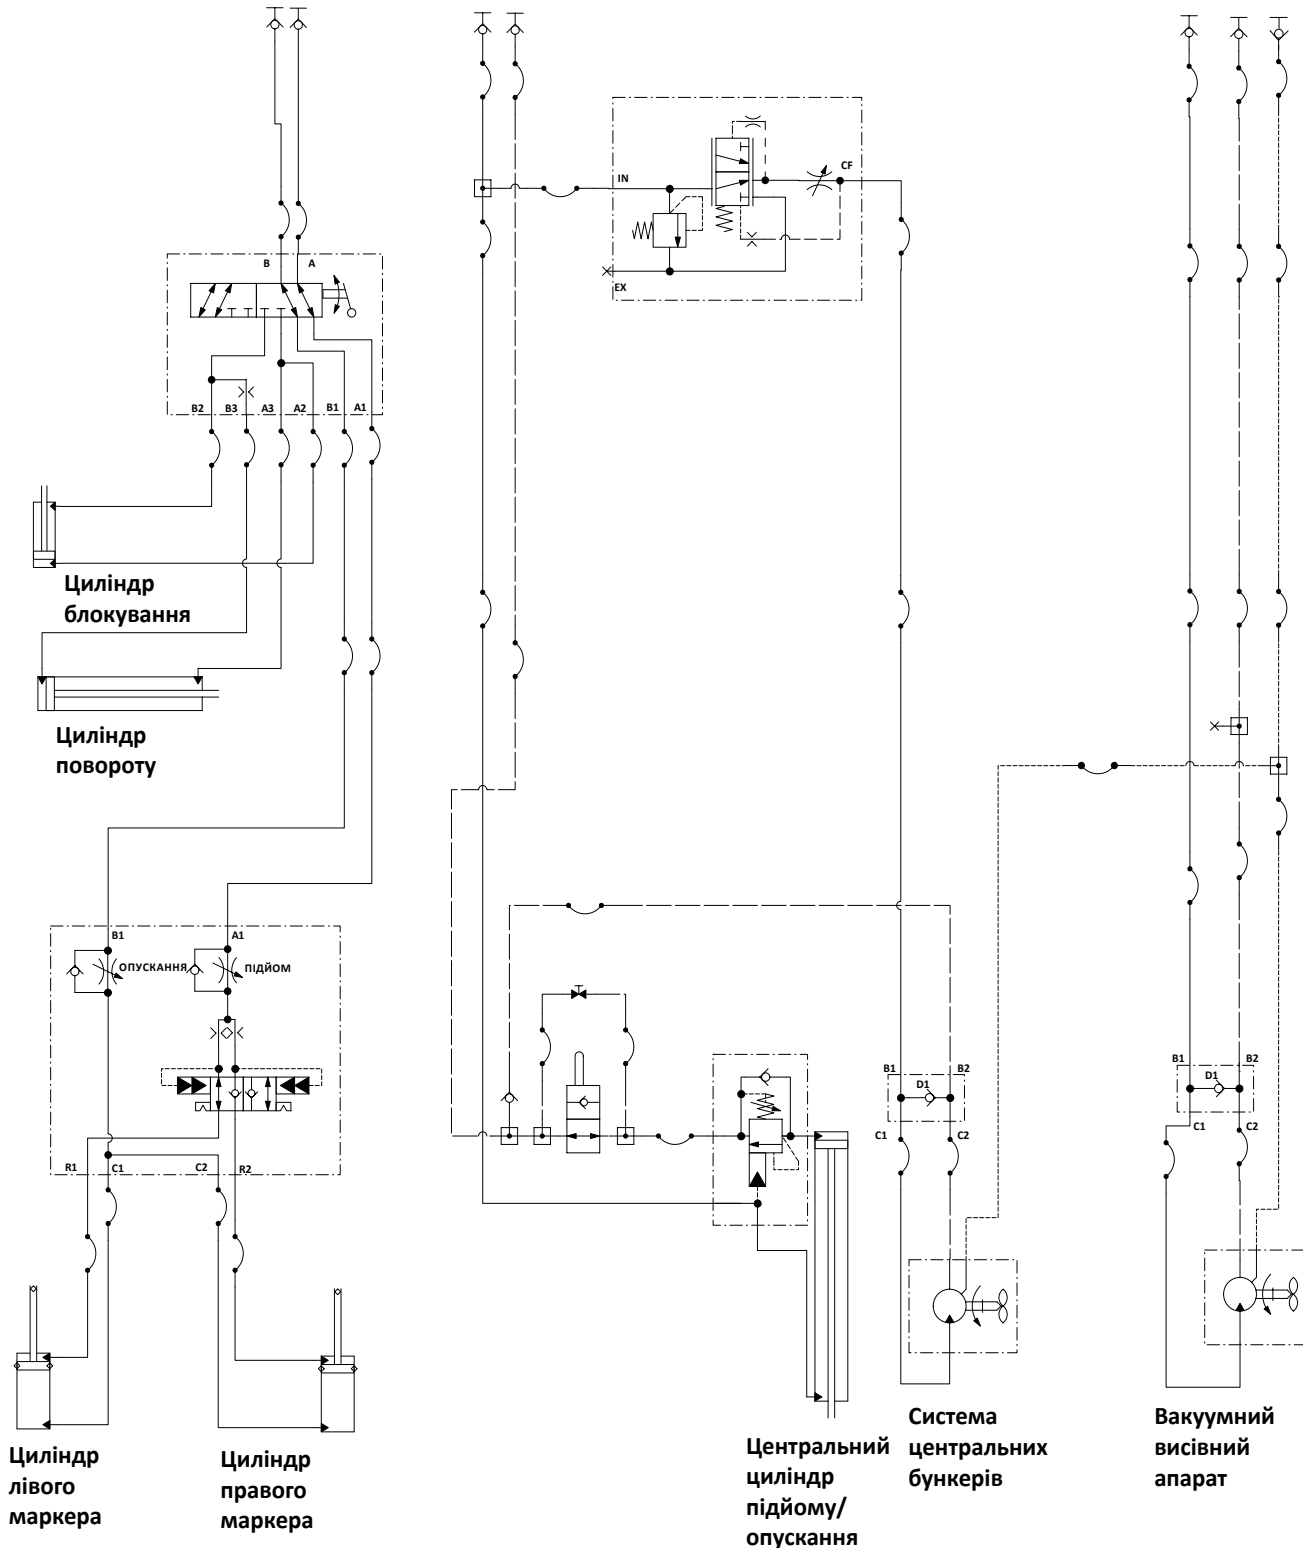 IN
CF
EX
B
A
B2
B3
A3
A2
B1
A1
Циліндр
блокування
Циліндр
повороту
B1
A1
ОПУСКАННЯ
ПІДЙОМ
R1
C1
C2
R2
B1
B2
D1
C1
C2
B1
B2
D1
C1
C2
Циліндр
лівого
маркера
Циліндр
правого
маркера
Центральний
циліндр
підйому/
опускання
Система
центральних
бункерів
Вакуумний
висівний
апарат